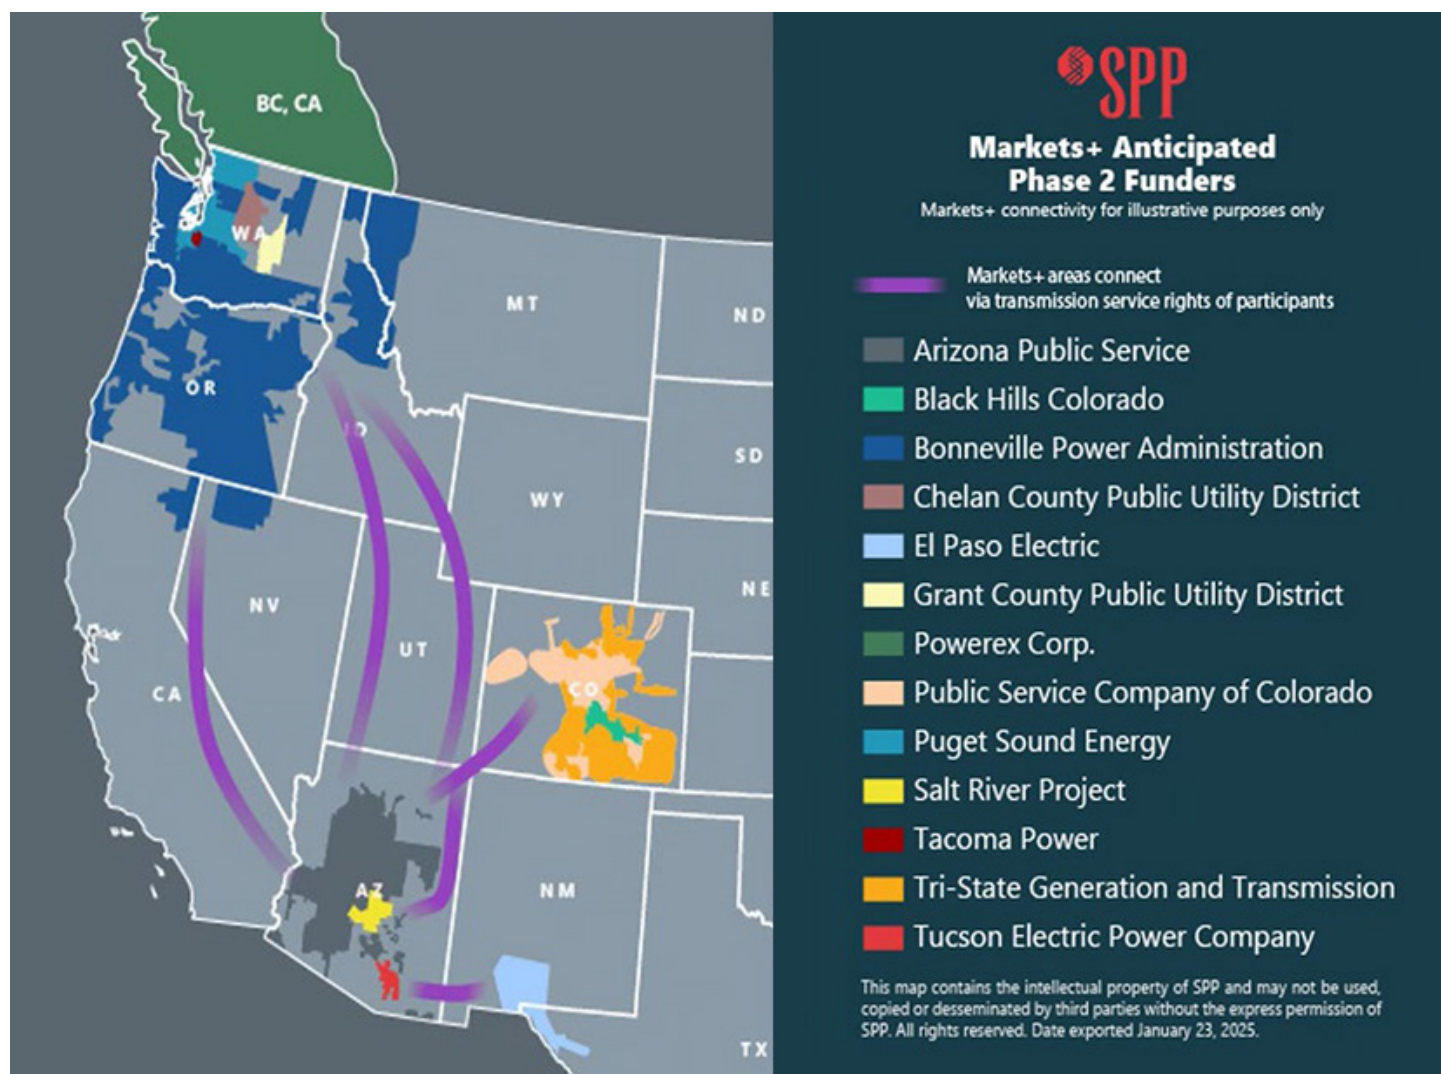 BC, CA
WA
MT
ND
OR
ID
SD
WY
NE
NV
UT
CA
CO
AZ
NM
TX
SPP
Markets+ Anticipated
Phase 2 Funders
Markets+ connectivity for illustrative purposes only
Markets+ areas connect
via transmission service rights of participants
Arizona Public Service
Black Hills Colorado
Bonneville Power Administration
Chelan County Public Utility District
El Paso Electric
Grant County Public Utility District
Powerex Corp.
Public Service Company of Colorado
Puget Sound Energy
Salt River Project
Tacoma Power
Tri-State Generation and Transmission
Tucson Electric Power Company
This map contains the intellectual property of SPP and may not be used,
copied or desseminated by third parties without the express permission of
SPP. All rights reserved. Date exported January 23, 2025.